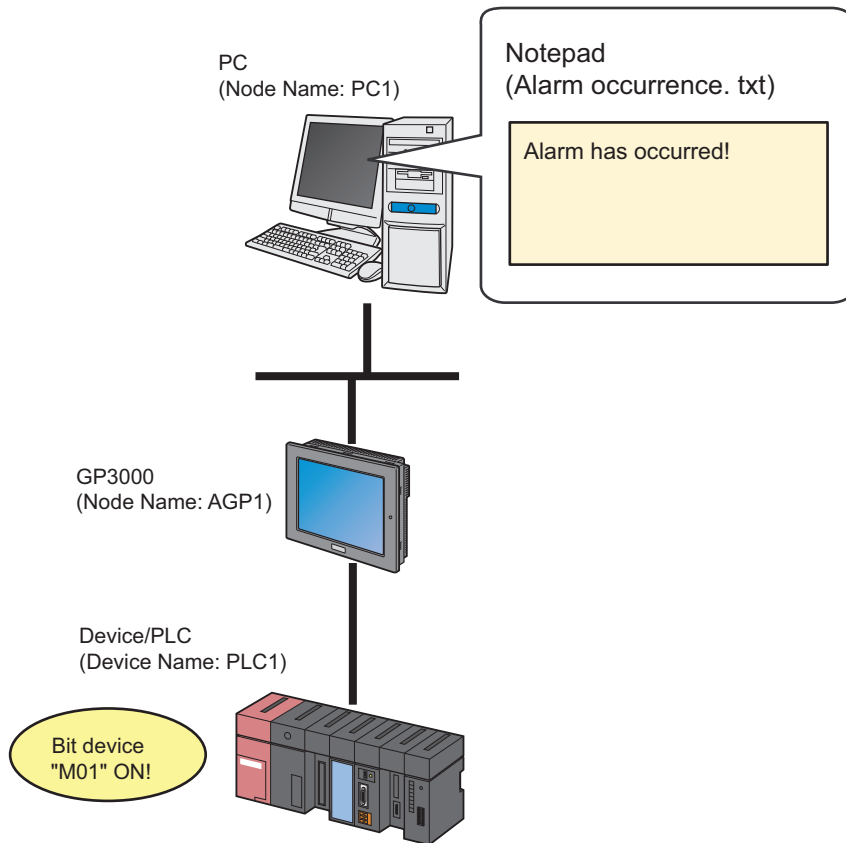 PC
(Node Name: PC1)
Notepad
(Alarm occurrence. txt)
Alarm has occurred!
GP3000
(Node Name: AGP1)
Device/PLC
(Device Name: PLC1)
Bit device
"M01" ON!